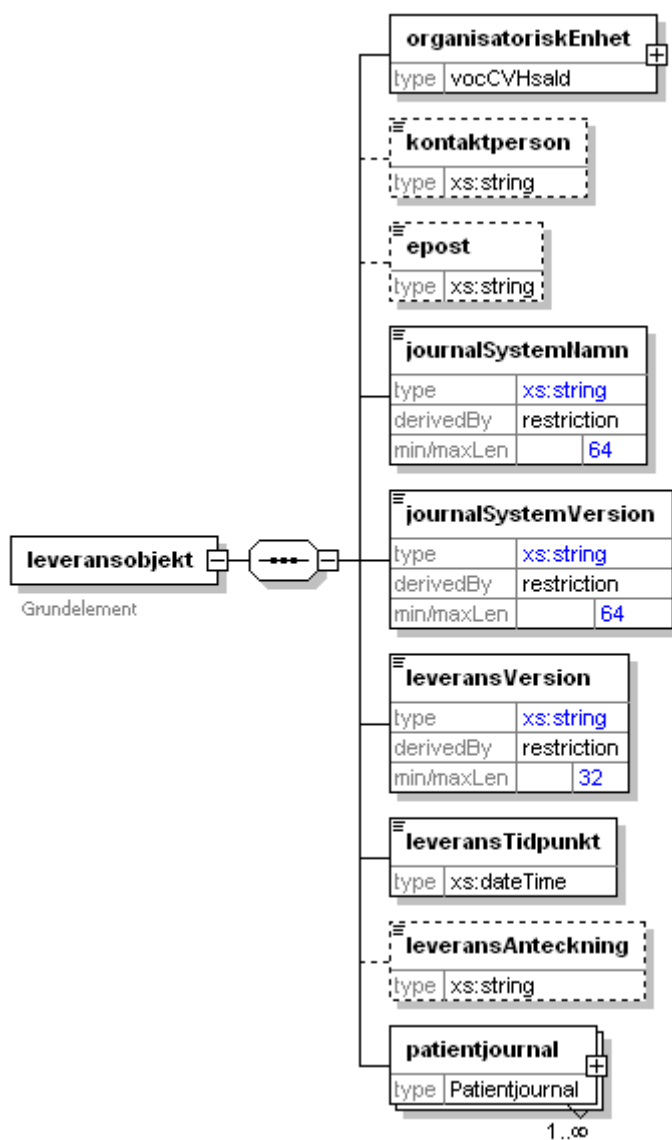 organisatoriskEnhet
type vocCVHsaId
kontaktperson
type xs:string
epost
type xs:string
journalSystemNamn
type xs:string
derivedBy restriction
min/maxLen 64
journalSystemVersion
type xs:string
derivedBy restriction
min/maxLen 64
leveransobjekt
Grundelement
leveransVersion
type xs:string
derivedBy restriction
min/maxLen 32
leveransTidpunkt
type xs:dateTime
leveransAnteckning
type xs:string
patientjournal
type Patientjournal
1..∞